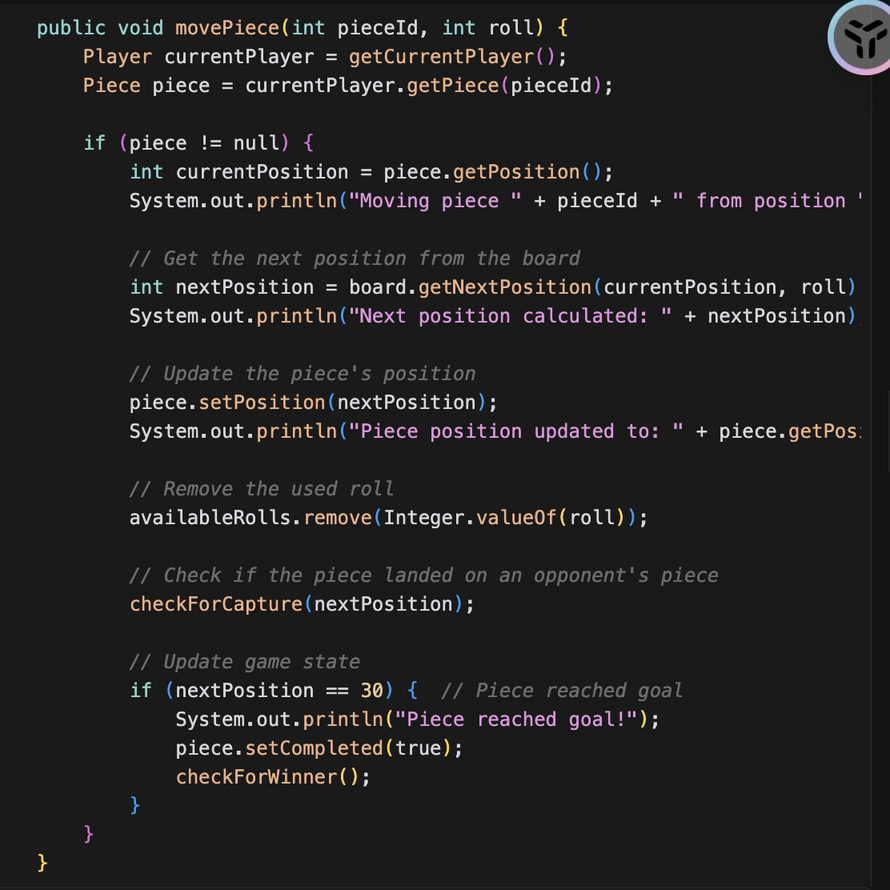 public void movePiece(int pieceId, int roll) {
    Player currentPlayer = getCurrentPlayer();
    Piece piece = currentPlayer.getPiece(pieceId);

    if (piece != null) {
        int currentPosition = piece.getPosition();
        System.out.println("Moving piece " + pieceId + " from position "

        // Get the next position from the board
        int nextPosition = board.getNextPosition(currentPosition, roll)
        System.out.println("Next position calculated: " + nextPosition)

        // Update the piece's position
        piece.setPosition(nextPosition);
        System.out.println("Piece position updated to: " + piece.getPos

        // Remove the used roll
        availableRolls.remove(Integer.valueOf(roll));

        // Check if the piece landed on an opponent's piece
        checkForCapture(nextPosition);

        // Update game state
        if (nextPosition == 30) {  // Piece reached goal
            System.out.println("Piece reached goal!");
            piece.setCompleted(true);
            checkForWinner();
        }
    }
}